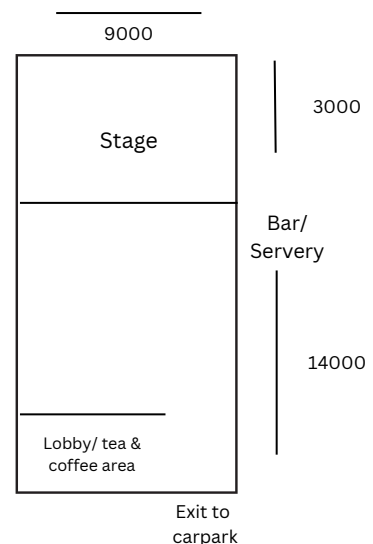 9000
3000
Stage
Bar/
Servery
14000
Lobby/ tea &
coffee area
Exit to
carpark